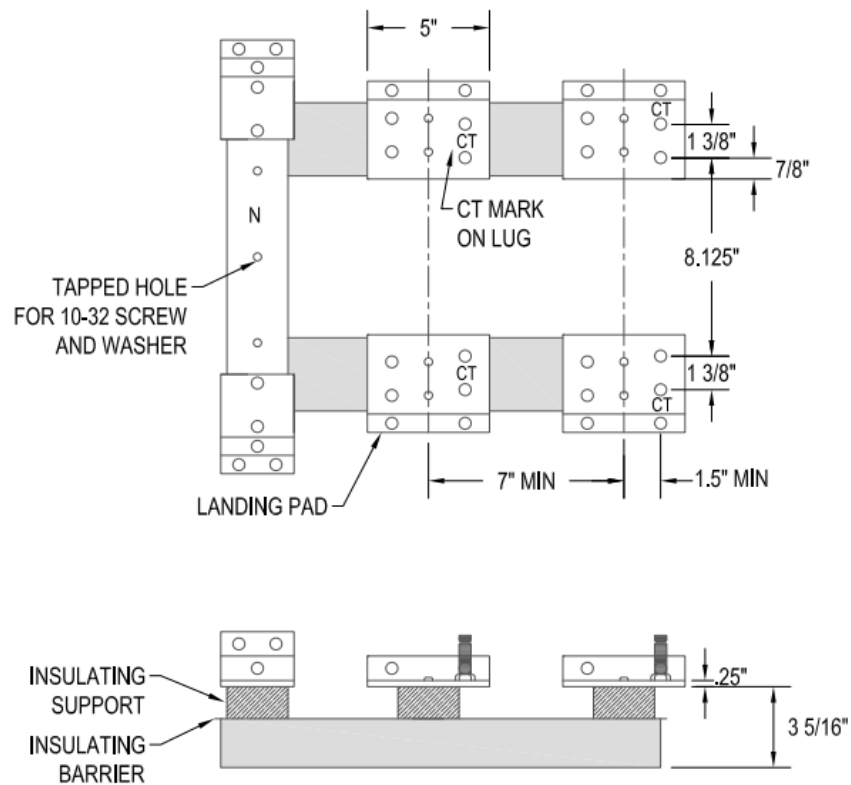 5"
CT
1 3/8"
7/8"
CT
N
CT MARK
ON LUG
8.125"
TAPPED HOLE
FOR 10-32 SCREW
AND WASHER
CT
1 3/8"
CT
7" MIN
1.5" MIN
LANDING PAD
INSULATING
SUPPORT
.25"
3 5/16"
INSULATING
BARRIER